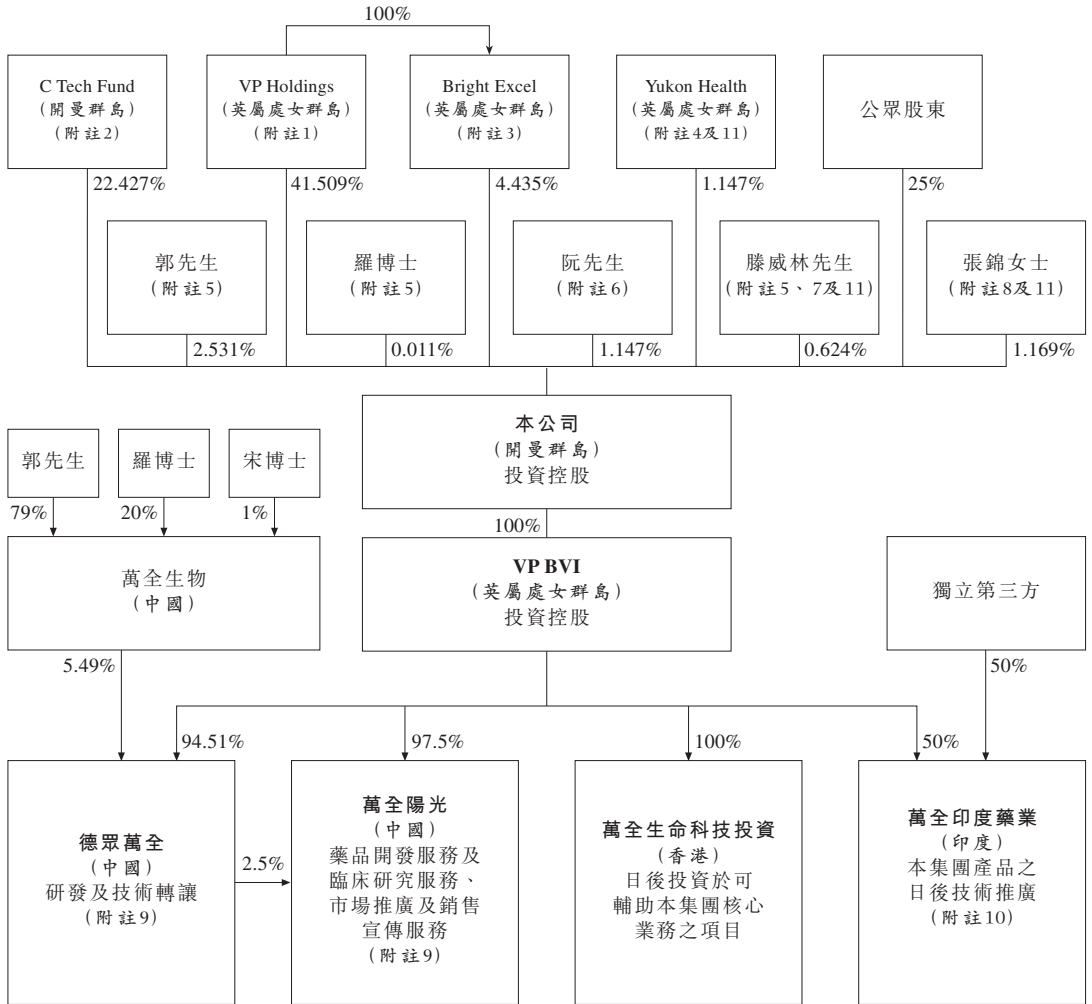 100%
C Tech Fund
(開曼群島)
(附註2)
VP Holdings
(英屬處女群島)
(附註1)
Bright Excel
(英屬處女群島)
(附註3)
Yukon Health
(英屬處女群島)
(附註4及11)
公眾股東
22.427%
41.509%
4.435%
1.147%
25%
郭先生
(附註5)
羅博士
(附註5)
阮先生
(附註6)
滕威林先生
(附註5、7及11)
張錦女士
(附註8及11)
2.531%
0.011%
1.147%
0.624%
1.169%
本公司
(開曼群島)
投資控股
郭先生
羅博士
宋博士
79%
20%
1%
100%
萬全生物
(中國)
VP BVI
(英屬處女群島)
投資控股
獨立第三方
5.49%
50%
94.51%
97.5%
100%
50%
德眾萬全
(中國)
研發及技術轉讓
(附註9)
2.5%
萬全陽光
(中國)
藥品開發服務及
臨床研究服務、
市場推廣及銷售
宣傳服務
(附註9)
萬全生命科技投資
(香港)
日後投資於可
輔助本集團核心
業務之項目
萬全印度藥業
(印度)
本集團產品之
日後技術推廣
(附註10)